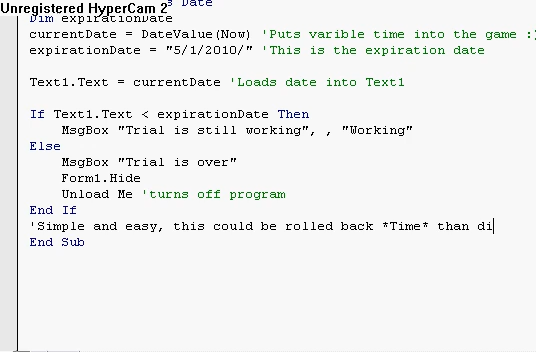 Unregistered HyperCam 2
s Date
Dim expirationDate
currentDate = DateValue(Now) 'Puts varible time into the game :)
expirationDate = "5/1/2010/" 'This is the expiration date
Text1.Text = currentDate 'Loads date into Text1
If Text1.Text < expirationDate Then
MsgBox "Trial is still working", , "Working"
Else
MsgBox "Trial is over"
Form1.Hide
Unload Me 'turns off program
End If
'Simple and easy, this could be rolled back *Time* than di
End Sub